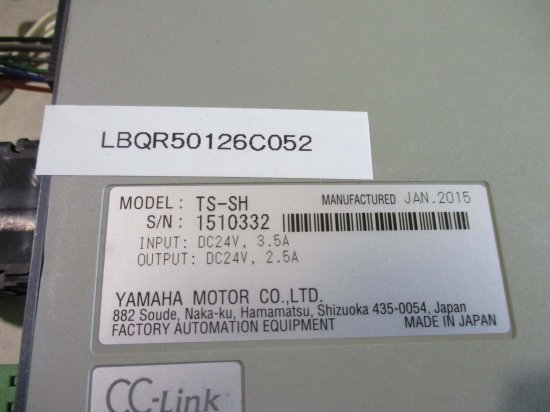 LBQR50126C052
MODEL: TS-SH MANUFACTURED JAN.2015
S/N: 1510332
INPUT: DC24V, 3.5A
OUTPUT: DC24V, 2.5A
YAMAHA MOTOR CO.,LTD.
882 Soude, Naka-ku, Hamamatsu, Shizuoka 435-0054, Japan
FACTORY AUTOMATION EQUIPMENT MADE IN JAPAN
CC-Link